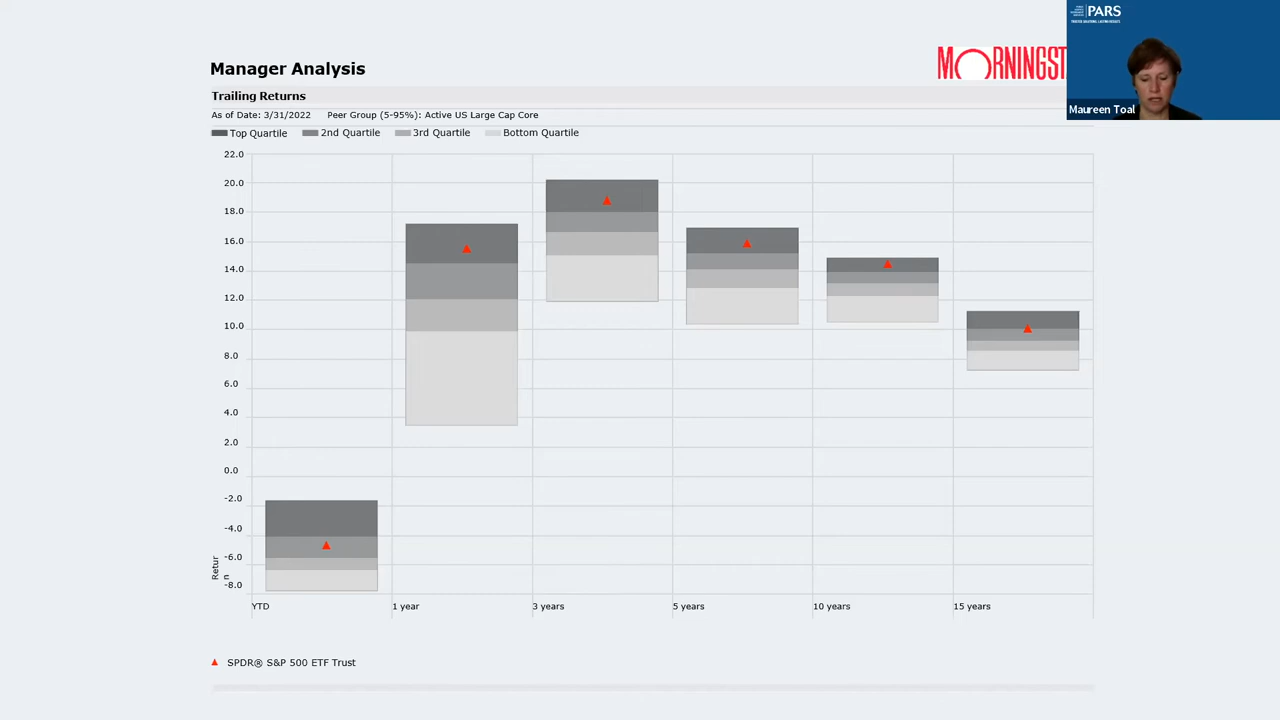 PARS
TRUSTED SOLUTIONS. LASTING RESULTS.
Maureen Toal
MORNINGST
Manager Analysis
Trailing Returns
As of Date: 3/31/2022 Peer Group (5-95%): Active US Large Cap Core
Top Quartile 2nd Quartile 3rd Quartile Bottom Quartile
22.0
20.0
18.0
16.0
14.0
12.0
10.0
8.0
6.0
4.0
2.0
0.0
-2.0
-4.0
-6.0
-8.0
Retur
n
YTD 1 year 3 years 5 years 10 years 15 years
SPDR® S&P 500 ETF Trust